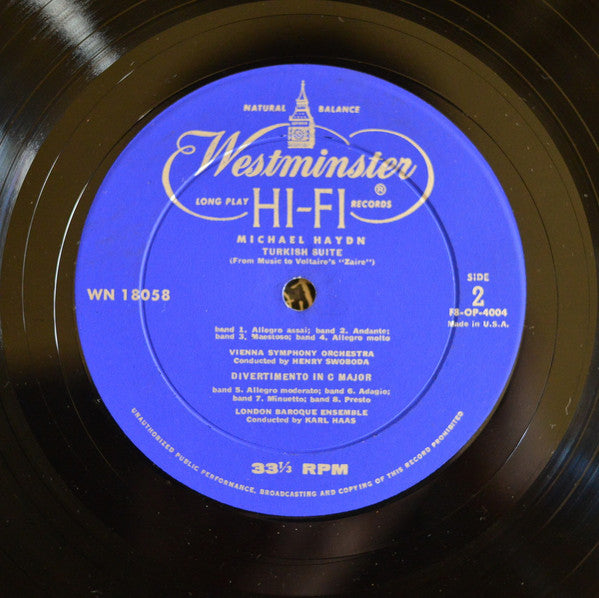 NATURAL BALANCE
Westminster
LONG PLAY HI-FI ® RECORDS
MICHAEL HAYDN
TURKISH SUITE
(From Music to Voltaire's "Zaire")
SIDE
2
WN 18058
F8-OP-4004
Made in U.S.A.
band 1. Allegro assai; band 2. Andante;
band 3. Maestoso; band 4. Allegro molto
VIENNA SYMPHONY ORCHESTRA
Conducted by HENRY SWOBODA
DIVERTIMENTO IN C MAJOR
band 5. Allegro moderato; band 6. Adagio;
band 7. Minuetto; band 8. Presto
LONDON BAROQUE ENSEMBLE
Conducted by KARL HAAS
33⅓ RPM
UNAUTHORIZED PUBLIC PERFORMANCE, BROADCASTING AND COPYING OF THIS RECORD PROHIBITED